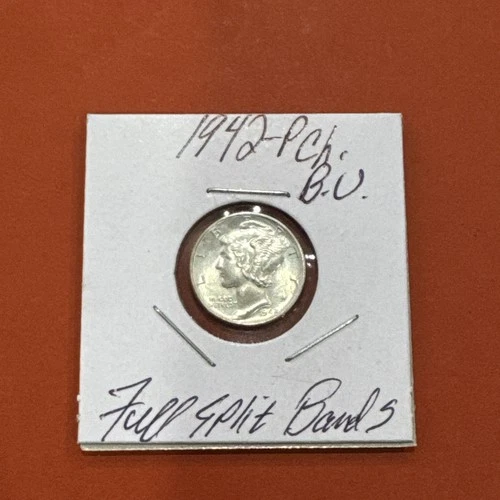 1942-P Ch.
B.U.
LIBERTY
Full Split Bands